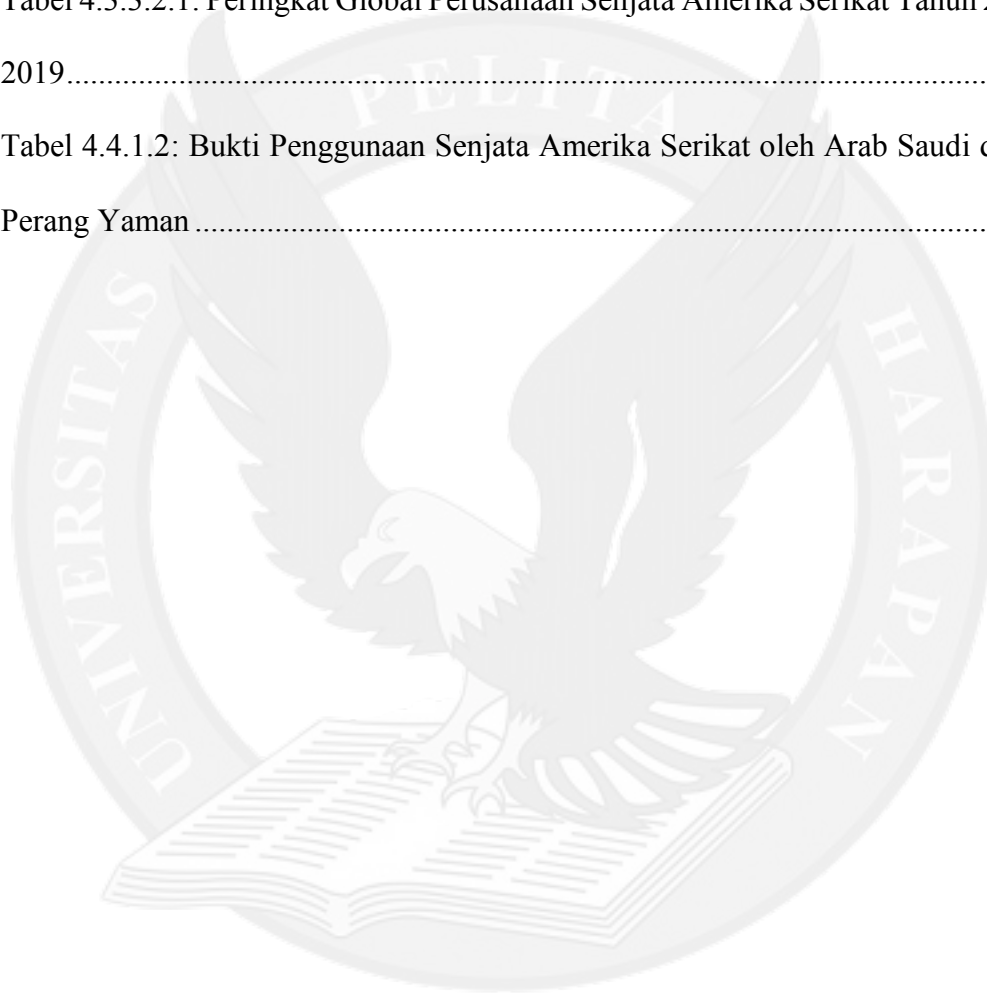 Tabel 4.3.3.2.1: Peringkat Global Perusahaan Senjata Amerika Serikat Tahun
2019
Tabel 4.4.1.2: Bukti Penggunaan Senjata Amerika Serikat oleh Arab Saudi
Perang Yaman
UNIVERSITAS PELITA HARAPAN